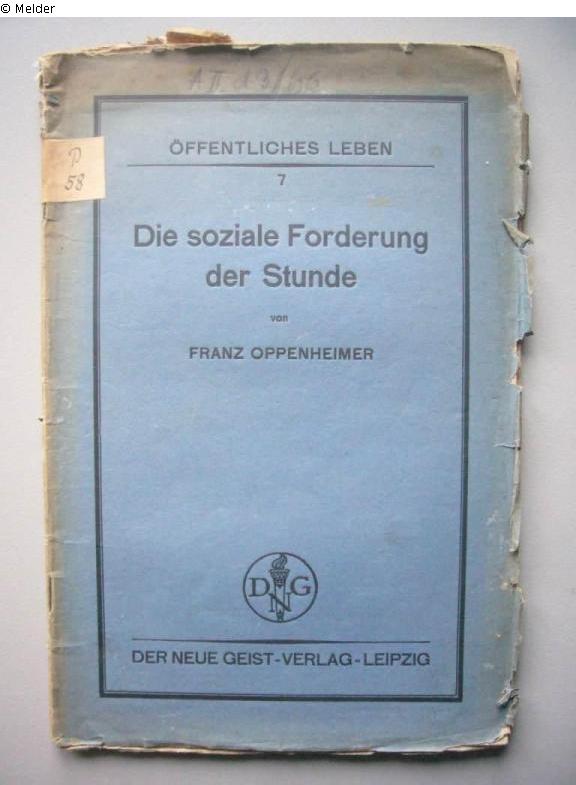 © Melder
ÖFFENTLICHES LEBEN
7
P
58
Die soziale Forderung
der Stunde
von
FRANZ OPPENHEIMER
DNG
DER NEUE GEIST-VERLAG-LEIPZIG